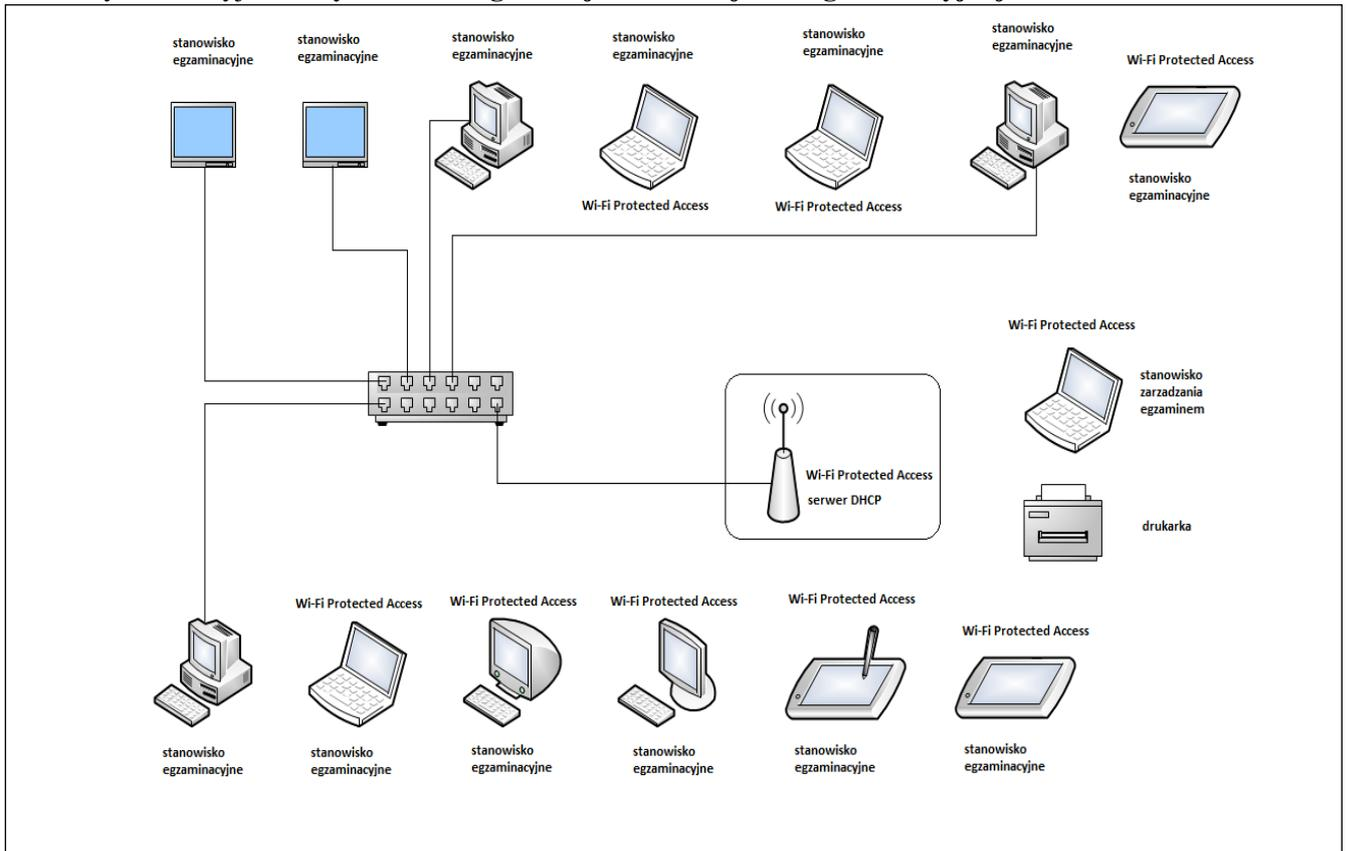 stanowisko
egzaminacyjne
stanowisko
egzaminacyjne
stanowisko
egzaminacyjne
stanowisko
egzaminacyjne
stanowisko
egzaminacyjne
stanowisko
egzaminacyjne
Wi-Fi Protected Access
stanowisko
egzaminacyjne
Wi-Fi Protected Access
Wi-Fi Protected Access
Wi-Fi Protected Access
stanowisko
zarzadzania
egzaminem
Wi-Fi Protected Access
serwer DHCP
drukarka
Wi-Fi Protected Access
Wi-Fi Protected Access
Wi-Fi Protected Access
Wi-Fi Protected Access
Wi-Fi Protected Access
stanowisko
egzaminacyjne
stanowisko
egzaminacyjne
stanowisko
egzaminacyjne
stanowisko
egzaminacyjne
stanowisko
egzaminacyjne
stanowisko
egzaminacyjne